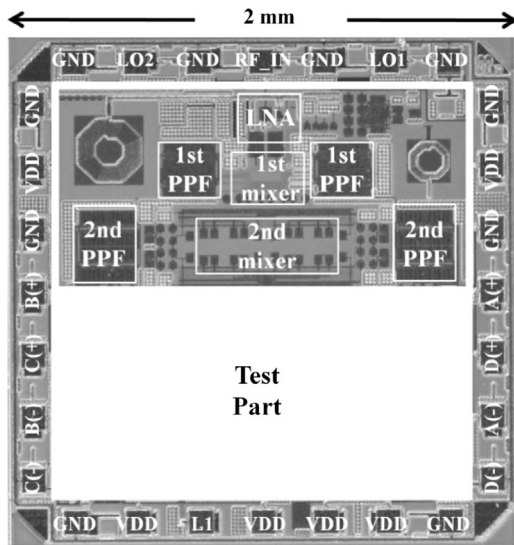 2 mm
GND LO2 GND RF_IN GND LO1 GND
GND
VDD
GND
B(+)
C(+)
B(-)
C(-)
LNA
1st
PPF
1st
mixer
1st
PPF
2nd
PPF
2nd
mixer
2nd
PPF
Test
Part
GND
VDD
GND
A(+)
D(+)
A(-)
D(-)
GND VDD L1 VDD VDD VDD GND